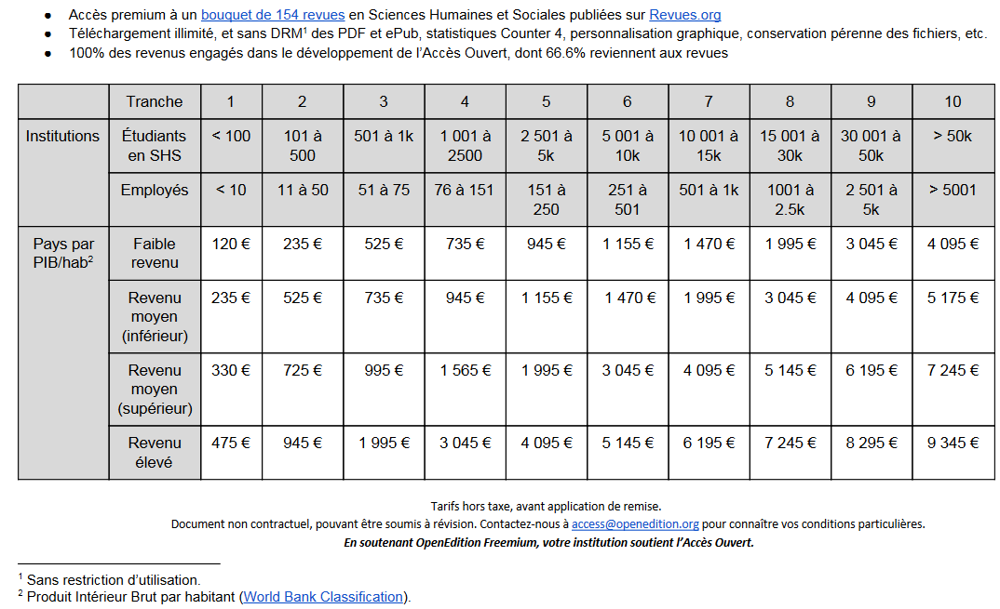 ● Accès premium à un bouquet de 154 revues en Sciences Humaines et Sociales publiées sur Revues.org
● Téléchargement illimité, et sans DRM¹ des PDF et ePub, statistiques Counter 4, personnalisation graphique, conservation pérenne des fichiers, etc.
● 100% des revenus engagés dans le développement de l’Accès Ouvert, dont 66.6% reviennent aux revues
Tranche 1 2 3 4 5 6 7 8 9 10
Institutions Étudiants < 100 101 à 501 à 1k 1 001 à 2 501 à 5 001 à 10 001 à 15 001 à 30 001 à > 50k
en SHS 500 2500 5k 10k 15k 30k 50k
Employés < 10 11 à 50 51 à 75 76 à 151 151 à 251 à 501 à 1k 1001 à 2 501 à > 5001
250 501 2.5k 5k
Pays par Faible 120 € 235 € 525 € 735 € 945 € 1 155 € 1 470 € 1 995 € 3 045 € 4 095 €
PIB/hab² revenu
Revenu 235 € 525 € 735 € 945 € 1 155 € 1 470 € 1 995 € 3 045 € 4 095 € 5 175 €
moyen
(inférieur)
Revenu 330 € 725 € 995 € 1 565 € 1 995 € 3 045 € 4 095 € 5 145 € 6 195 € 7 245 €
moyen
(supérieur)
Revenu 475 € 945 € 1 995 € 3 045 € 4 095 € 5 145 € 6 195 € 7 245 € 8 295 € 9 345 €
élevé
Tarifs hors taxe, avant application de remise.
Document non contractuel, pouvant être soumis à révision. Contactez-nous à access@openedition.org pour connaître vos conditions particulières.
En soutenant OpenEdition Freemium, votre institution soutient l’Accès Ouvert.
¹ Sans restriction d’utilisation.
² Produit Intérieur Brut par habitant (World Bank Classification).